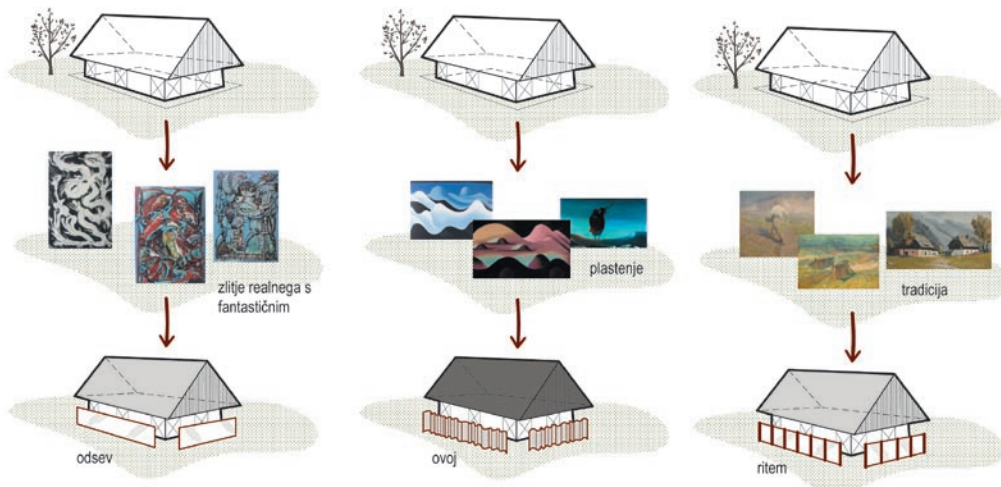 zlitje realnega s
fantastičnim
plastenje
tradicija
odsev
ovoj
ritem